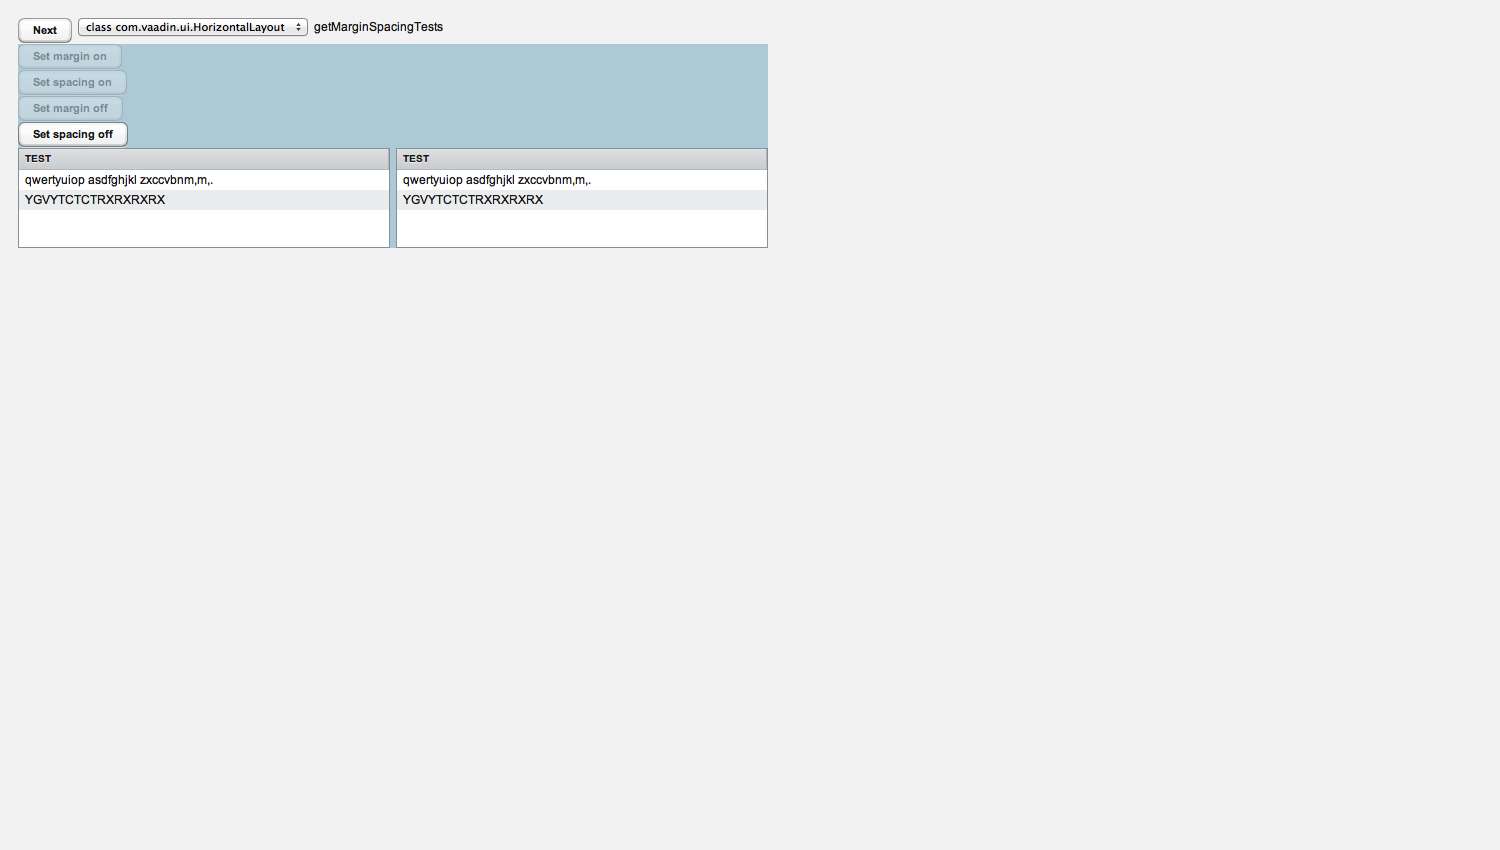 Next class com.vaadin.ui.HorizontalLayout getMarginSpacingTests
Set margin on
Set spacing on
Set margin off
Set spacing off
TEST TEST
qwertyuiop asdfghjkl zxccvbnm,m,. qwertyuiop asdfghjkl zxccvbnm,m,.
YGVYTCTCTRXRXRXRX YGVYTCTCTRXRXRXRX